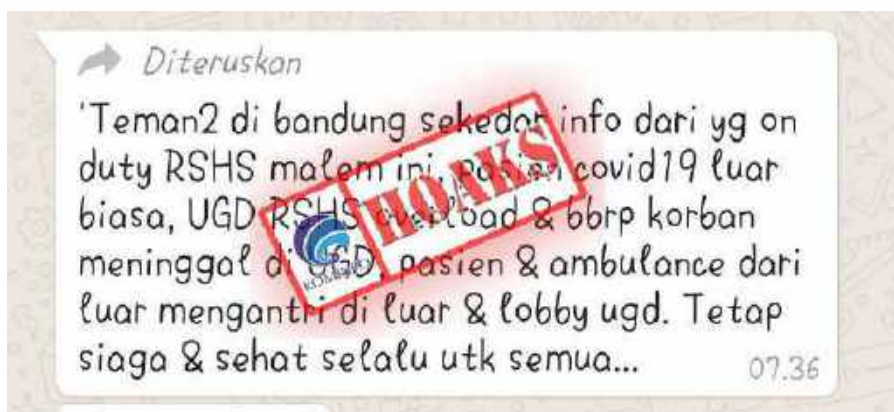 Diteruskan
'Teman2 di bandung sekedar info dari yg on
duty RSHS malem ini, pasien covid19 luar
biasa, UGD RSHS overload & bbrp korban
meninggal di UGD, pasien & ambulance dari
luar mengantri di luar & lobby ugd. Tetap
siaga & sehat selalu utk semua...
07.36
HOAKS